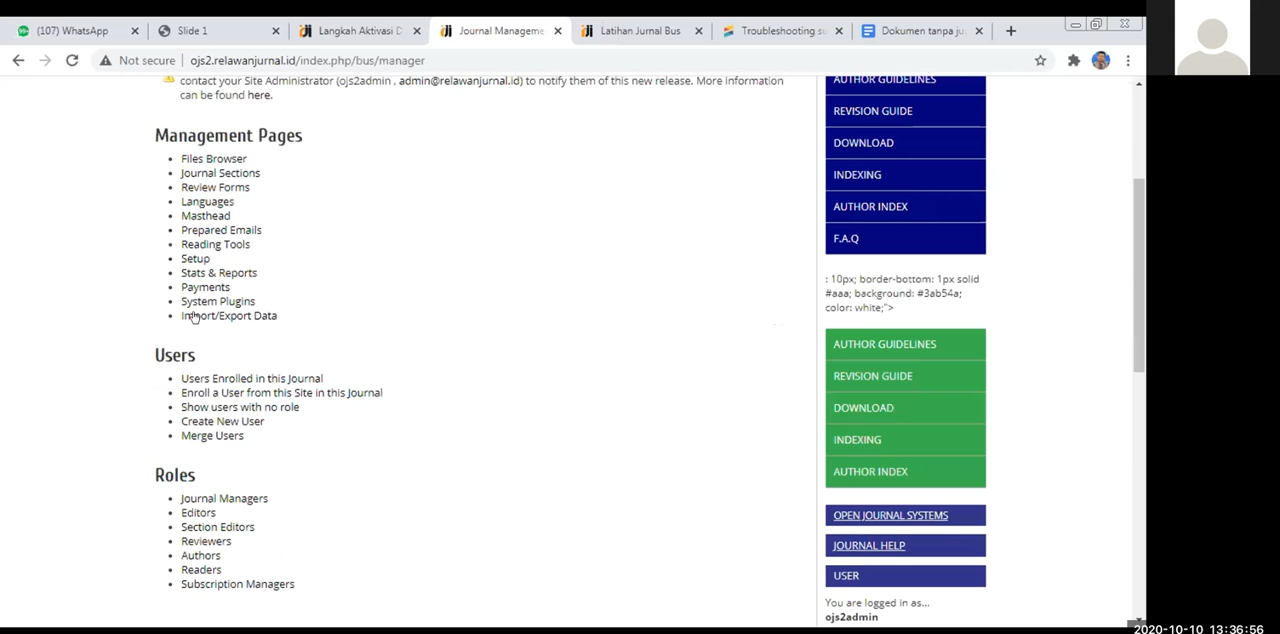 (107) WhatsApp
Slide 1
Langkah Aktivasi D
Journal Manageme
Latihan Jurnal Bus
Troubleshooting su
Dokumen tanpa ju
Not secure
ojs2.relawanjurnal.id/index.php/bus/manager
contact your Site Administrator (ojs2admin , admin@relawanjurnal.id) to notify them of this new release. More information
can be found here.
Management Pages
Files Browser
Journal Sections
Review Forms
Languages
Masthead
Prepared Emails
Reading Tools
Setup
Stats & Reports
Payments
System Plugins
Import/Export Data
Users
Users Enrolled in this Journal
Enroll a User from this Site in this Journal
Show users with no role
Create New User
Merge Users
Roles
Journal Managers
Editors
Section Editors
Reviewers
Authors
Readers
Subscription Managers
AUTHOR GUIDELINES
REVISION GUIDE
DOWNLOAD
INDEXING
AUTHOR INDEX
F.A.Q
: 10px; border-bottom: 1px solid
#aaa; background: #3ab54a;
color: white;">
AUTHOR GUIDELINES
REVISION GUIDE
DOWNLOAD
INDEXING
AUTHOR INDEX
OPEN JOURNAL SYSTEMS
JOURNAL HELP
USER
You are logged in as...
ojs2admin
2020-10-10 13:36:56